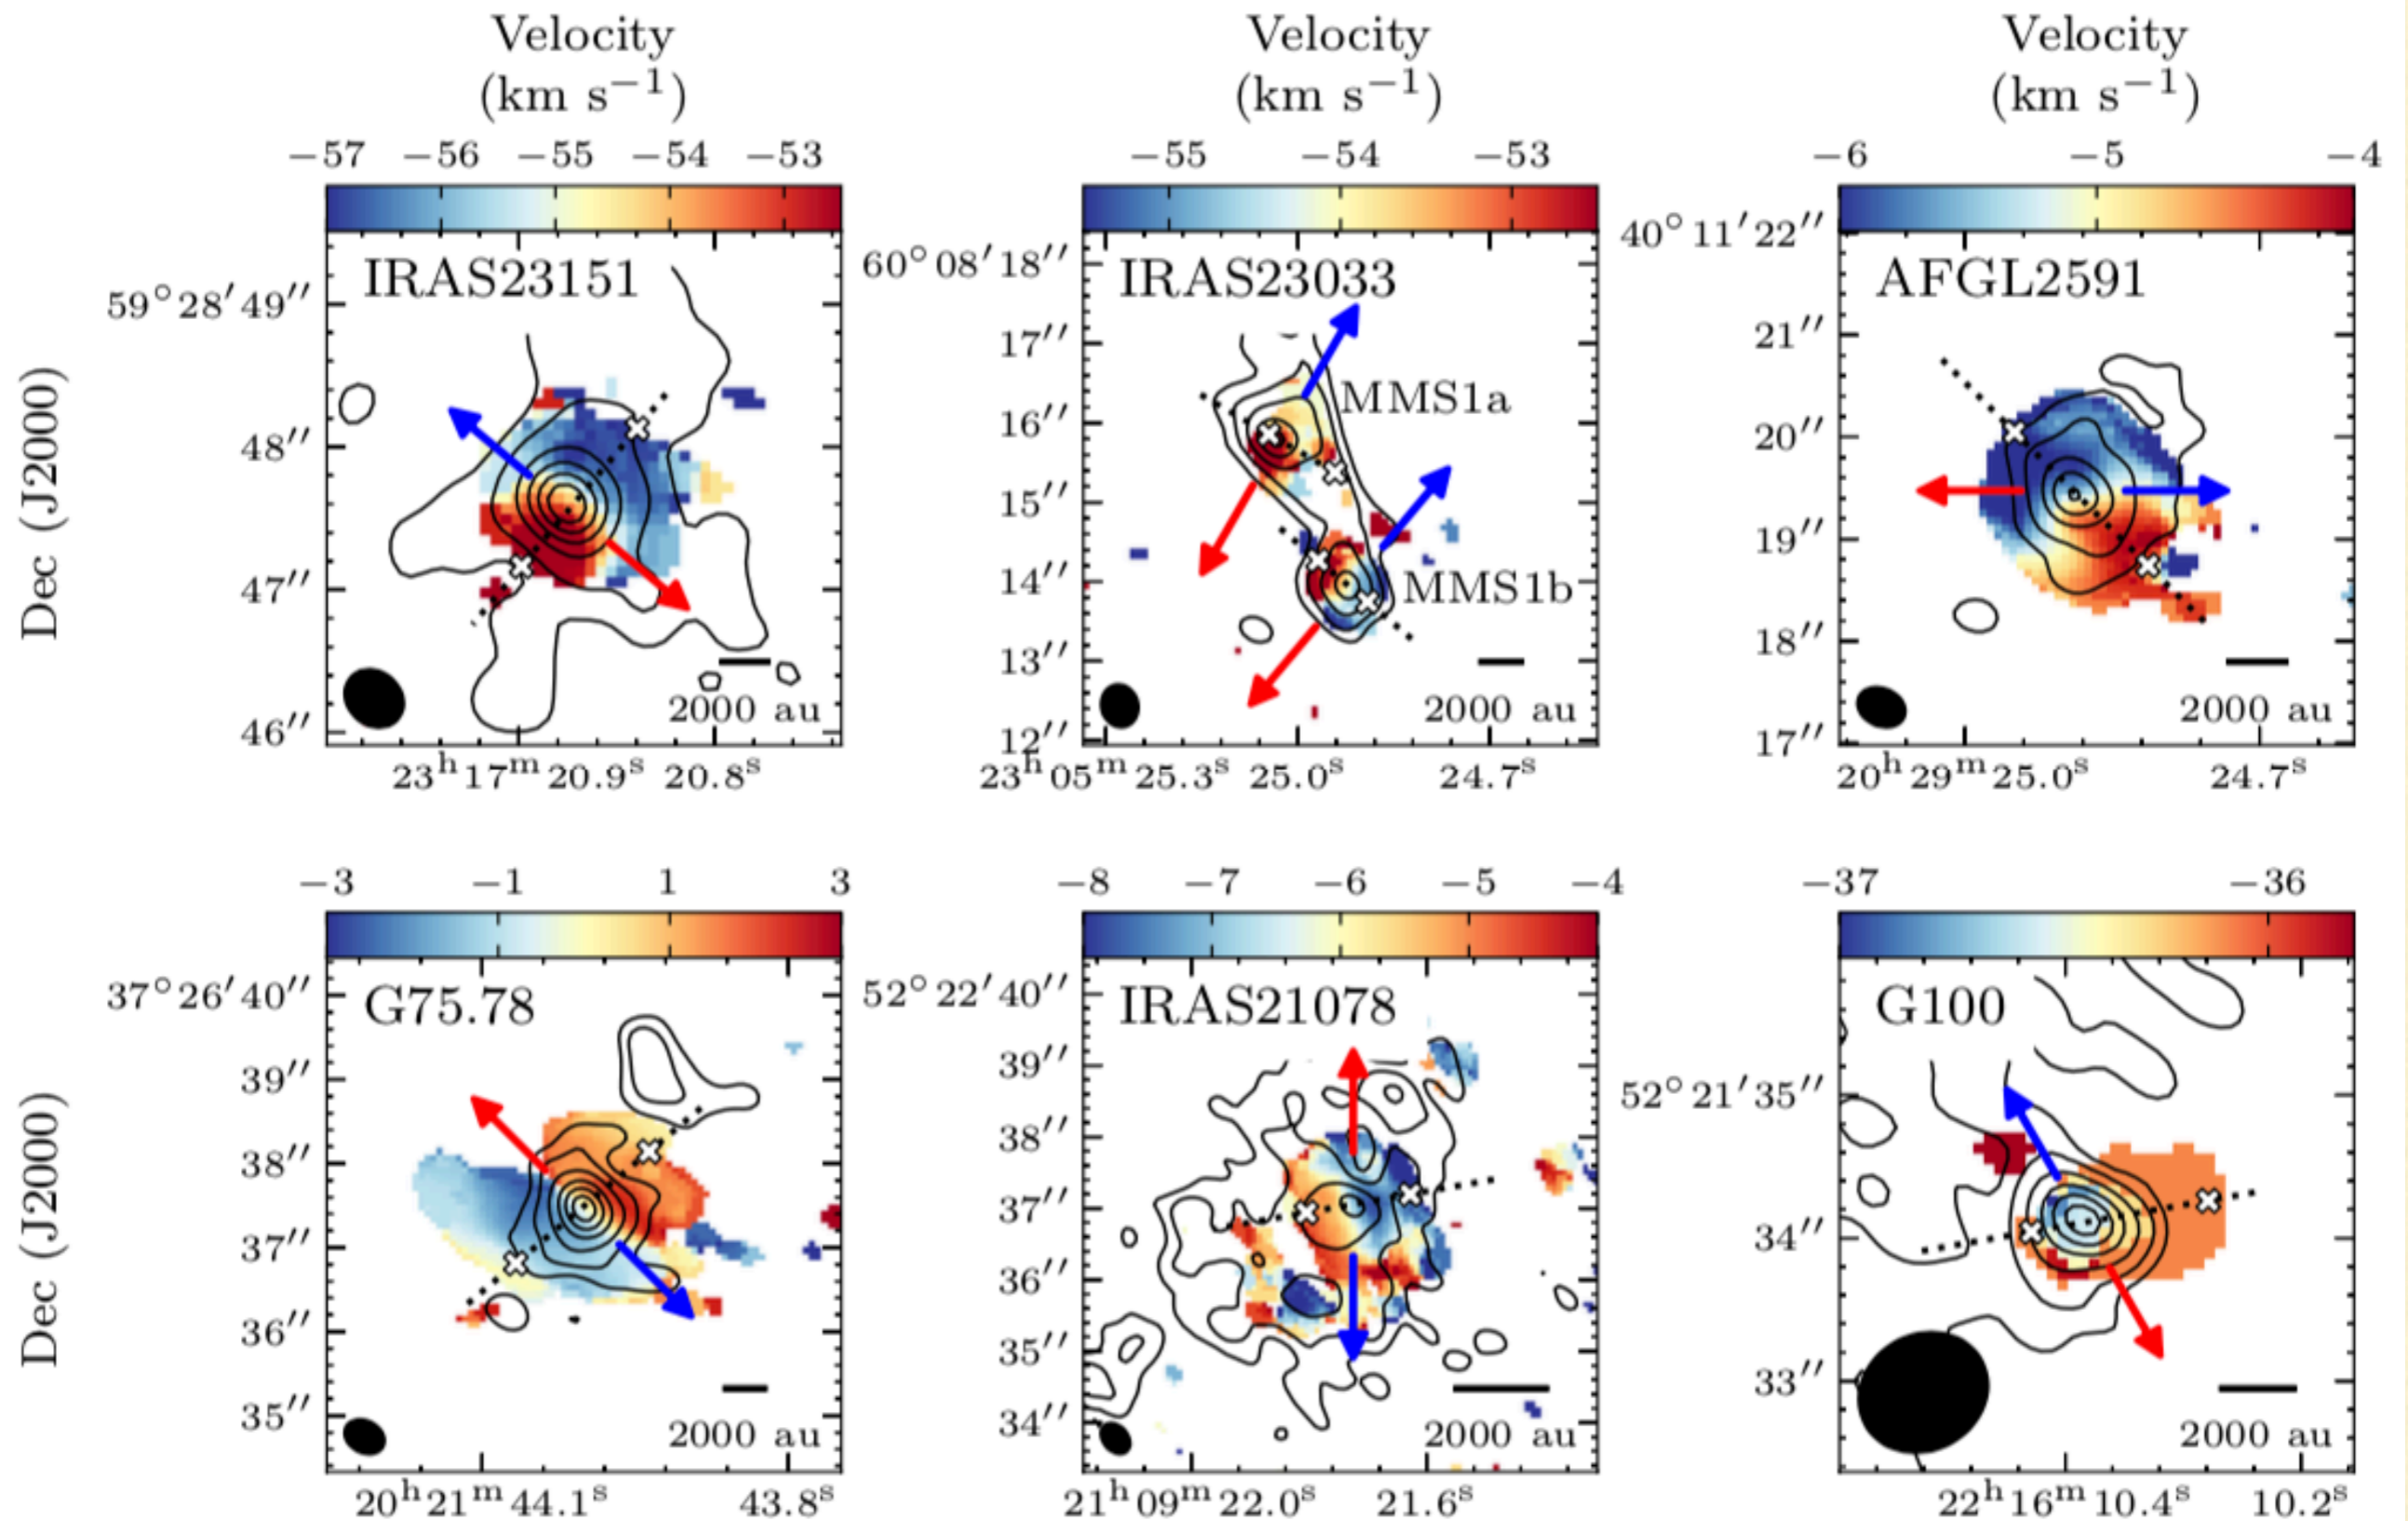 Velocity Velocity Velocity
(km s−1) (km s−1) (km s−1)
−57 −56 −55 −54 −53 −55 −54 −53 −6 −5 −4
IRAS23151 IRAS23033 AFGL2591
59°28′49″ 60°08′18″ 40°11′22″
48″ 17″ 21″
47″ 16″ 20″
46″ 15″ 19″
14″ 18″
13″ 17″
12″
MMS1a
MMS1b
Dec (J2000)
2000 au 2000 au 2000 au
23h17m20.9s 20.8s 23h05m25.3s 25.0s 24.7s 20h29m25.0s 24.7s
−3 −1 1 3 −8 −7 −6 −5 −4 −37 −36
G75.78 IRAS21078 G100
37°26′40″ 52°22′40″ 52°21′35″
39″ 39″ 34″
38″ 38″ 33″
37″ 37″
36″ 36″
35″ 35″
34″
Dec (J2000)
2000 au 2000 au 2000 au
20h21m44.1s 43.8s 21h09m22.0s 21.6s 22h16m10.4s 10.2s